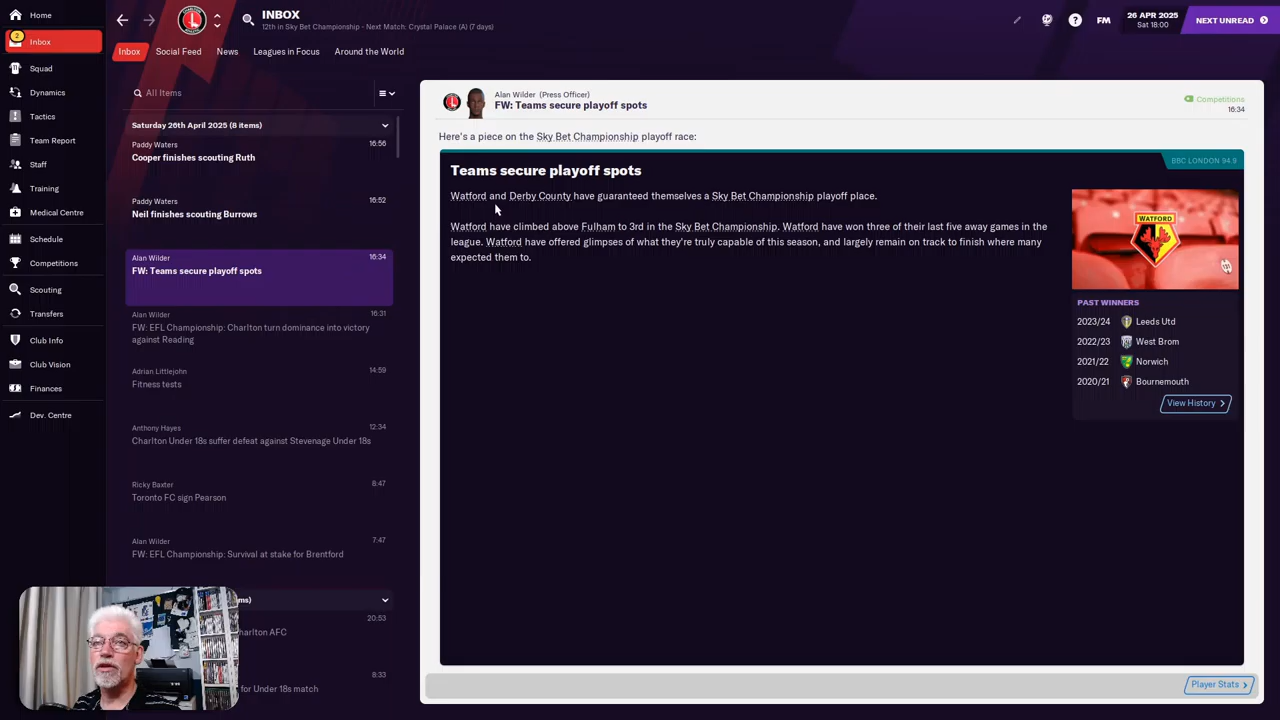 Home
2
Inbox
Squad
Dynamics
Tactics
Team Report
Staff
Training
Medical Centre
Schedule
Competitions
Scouting
Transfers
Club Info
Club Vision
Finances
Dev. Centre
INBOX
12th in Sky Bet Championship - Next Match: Crystal Palace (A) (7 days)
FM
26 APR 2025
Sat 18:00
NEXT UNREAD
Inbox
Social Feed
News
Leagues in Focus
Around the World
All Items
Saturday 26th April 2025 (8 items)
Paddy Waters 16:56
Cooper finishes scouting Ruth
Paddy Waters 16:52
Neil finishes scouting Burrows
Alan Wilder 16:34
FW: Teams secure playoff spots
Alan Wilder 16:31
FW: EFL Championship: Charlton turn dominance into victory
against Reading
Adrian Littlejohn 14:59
Fitness tests
Anthony Hayes 12:34
Charlton Under 18s suffer defeat against Stevenage Under 18s
Ricky Baxter 8:47
Toronto FC sign Pearson
Alan Wilder 7:47
FW: EFL Championship: Survival at stake for Brentford
ms)
20:53
harlton AFC
8:33
for Under 18s match
Alan Wilder (Press Officer)
FW: Teams secure playoff spots
Competitions
16:34
Here's a piece on the Sky Bet Championship playoff race:
BBC LONDON 94.9
Teams secure playoff spots
Watford and Derby County have guaranteed themselves a Sky Bet Championship playoff place.
Watford have climbed above Fulham to 3rd in the Sky Bet Championship. Watford have won three of their last five away games in the
league. Watford have offered glimpses of what they're truly capable of this season, and largely remain on track to finish where many
expected them to.
WATFORD
PAST WINNERS
2023/24 Leeds Utd
2022/23 West Brom
2021/22 Norwich
2020/21 Bournemouth
View History
Player Stats